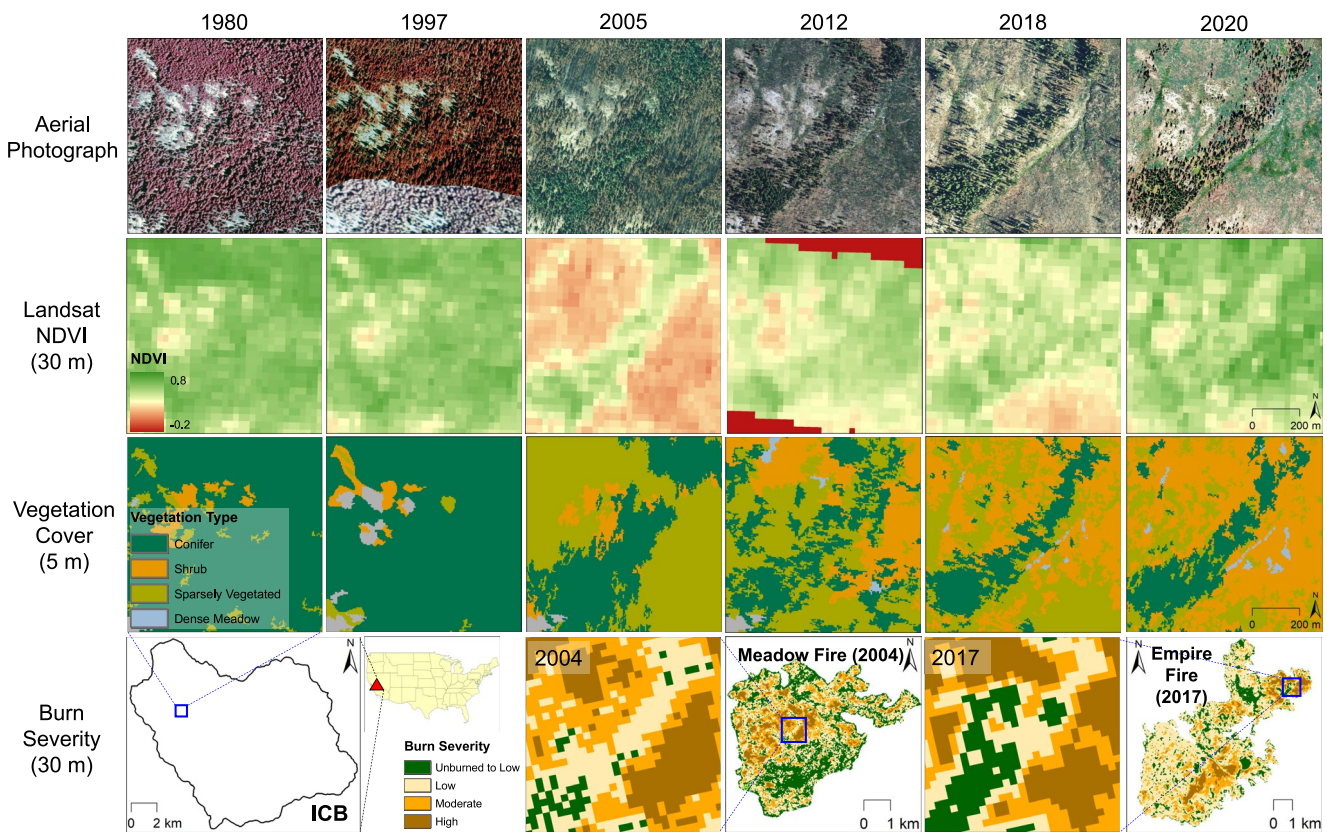 1980
1997
2005
2012
2018
2020
Aerial
Photograph
Landsat
NDVI
(30 m)
NDVI
0.8
-0.2
N
0 200 m
Vegetation
Cover
(5 m)
Vegetation Type
Conifer
Shrub
Sparsely Vegetated
Dense Meadow
N
0 200 m
Burn
Severity
(30 m)
N
0 2 km
ICB
Burn Severity
Unburned to Low
Low
Moderate
High
2004
Meadow Fire (2004)
N
0 1 km
2017
Empire
Fire
(2017)
N
0 1 km